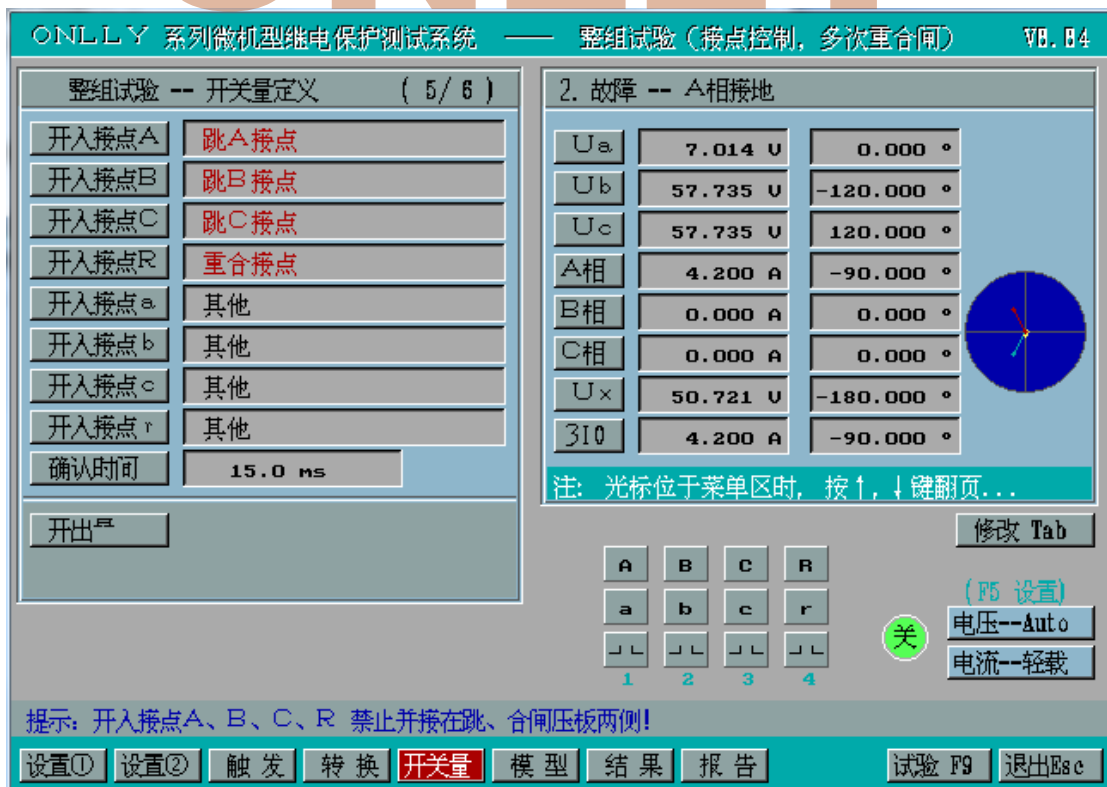 ONLLY 系列微机型继电保护测试系统 —— 整组试验（接点控制，多次重合闸） V8.84
整组试验 -- 开关量定义 ( 5/ 6 )
开入接点A 跳A接点
开入接点B 跳B接点
开入接点C 跳C接点
开入接点R 重合接点
开入接点a 其他
开入接点b 其他
开入接点c 其他
开入接点r 其他
确认时间 15.0 ms
开出
2. 故障 -- A相接地
Ua 7.014 V 0.000 °
Ub 57.735 V -120.000 °
Uc 57.735 V 120.000 °
A相 4.200 A -90.000 °
B相 0.000 A 0.000 °
C相 0.000 A 0.000 °
Ux 50.721 V -180.000 °
3I0 4.200 A -90.000 °
注: 光标位于菜单区时, 按↑,↓键翻页...
修改 Tab
A B C R
a b c r
1 2 3 4
关
(F5 设置)
电压--Auto
电流--轻载
提示: 开入接点A、B、C、R 禁止并接在跳、合闸压板两侧!
设置① 设置② 触 发 转 换 开关量 模 型 结 果 报 告 试验 F9 退出Esc